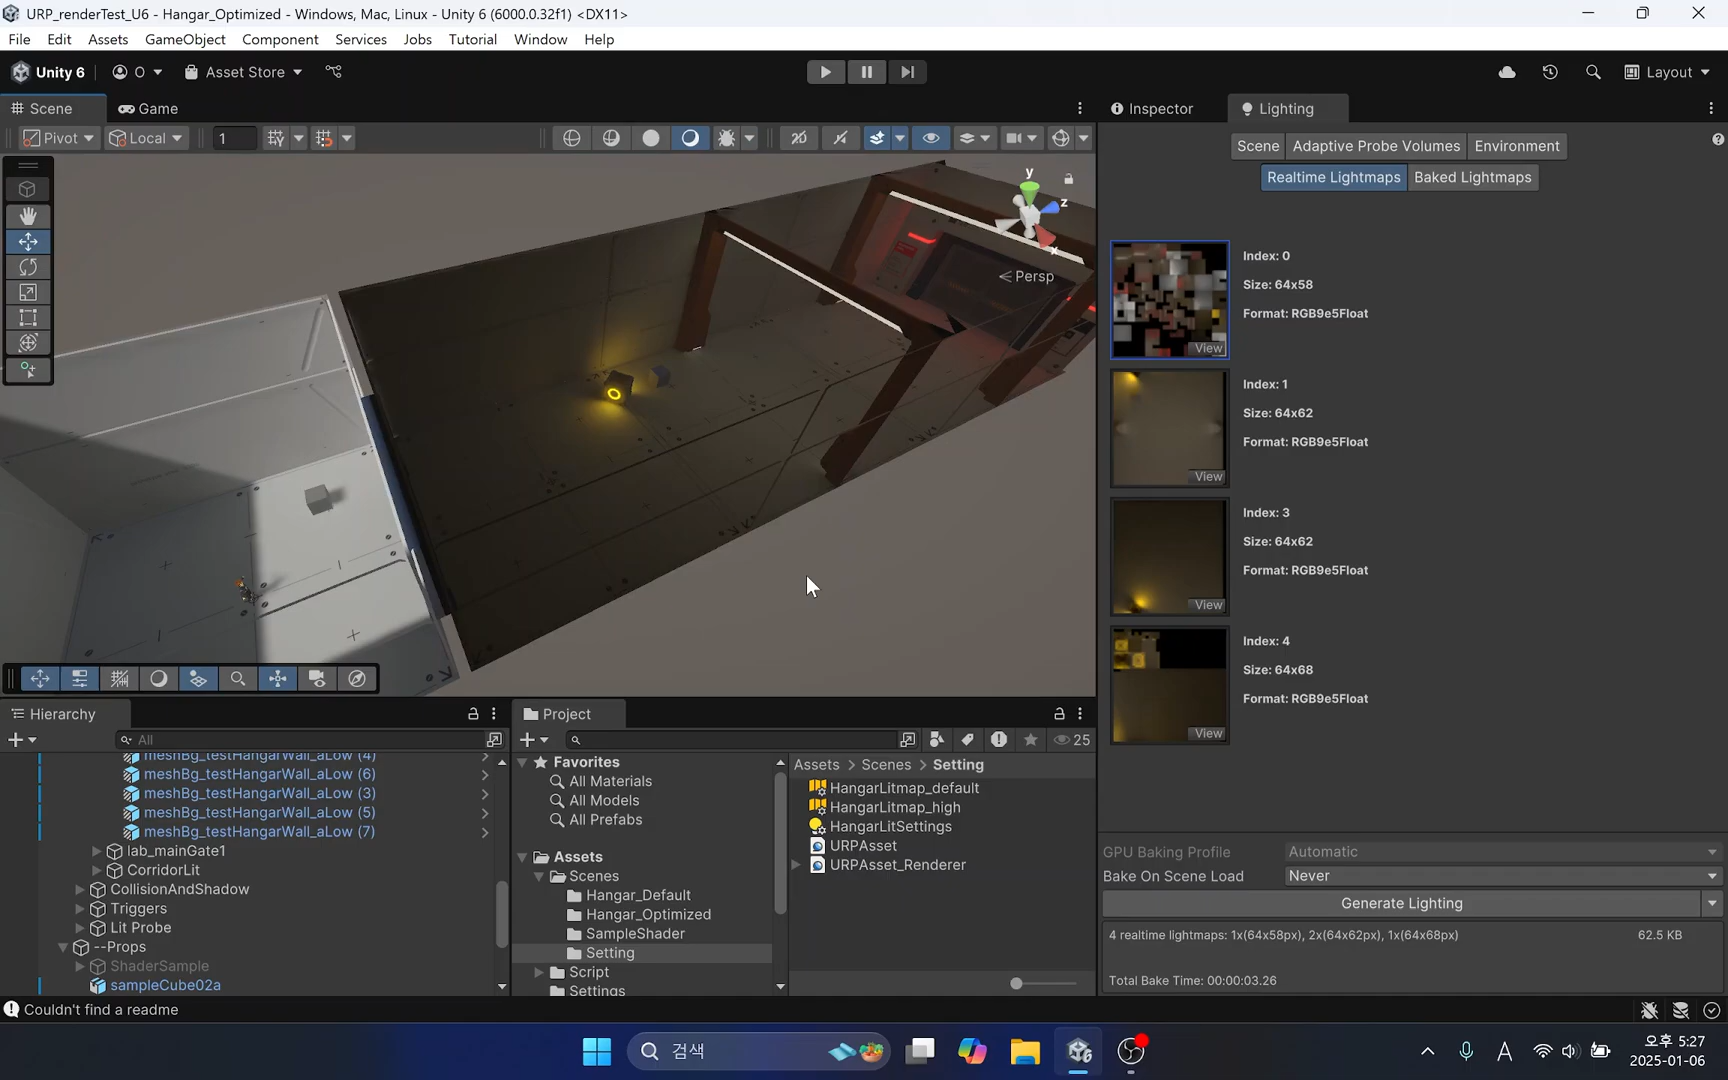 URP_renderTest_U6 - Hangar_Optimized - Windows, Mac, Linux - Unity 6 (6000.0.32f1) <DX11>
File Edit Assets GameObject Component Services Jobs Tutorial Window Help
Unity 6 O Asset Store Layout
Scene Game
Pivot Local 1 2D
y
z
x
Persp
Inspector Lighting
Scene Adaptive Probe Volumes Environment
Realtime Lightmaps Baked Lightmaps
Index: 0
Size: 64x58
Format: RGB9e5Float
View
Index: 1
Size: 64x62
Format: RGB9e5Float
View
Index: 3
Size: 64x62
Format: RGB9e5Float
View
Index: 4
Size: 64x68
Format: RGB9e5Float
View
GPU Baking Profile Automatic
Bake On Scene Load Never
Generate Lighting
4 realtime lightmaps: 1x(64x58px), 2x(64x62px), 1x(64x68px) 62.5 KB
Total Bake Time: 00:00:03.26
Hierarchy
All
meshBg_testHangarWall_aLow (4)
meshBg_testHangarWall_aLow (6)
meshBg_testHangarWall_aLow (3)
meshBg_testHangarWall_aLow (5)
meshBg_testHangarWall_aLow (7)
lab_mainGate1
CorridorLit
CollisionAndShadow
Triggers
Lit Probe
--Props
ShaderSample
sampleCube02a
Project
25
Favorites
All Materials
All Models
All Prefabs
Assets
Scenes
Hangar_Default
Hangar_Optimized
SampleShader
Setting
Script
Settings
Assets > Scenes > Setting
HangarLitmap_default
HangarLitmap_high
HangarLitSettings
URPAsset
URPAsset_Renderer
Couldn't find a readme
검색
A
오후 5:27
2025-01-06